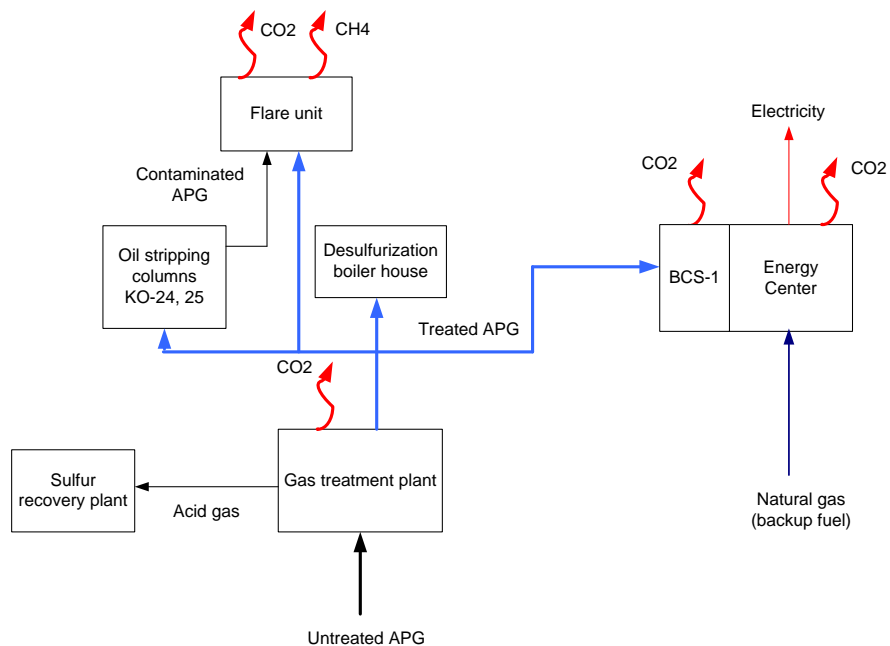 CO2
CH4
Flare unit
Electricity
Contaminated
APG
CO2
CO2
Oil stripping
columns
KO-24, 25
Desulfurization
boiler house
BCS-1
Energy
Center
Treated APG
CO2
Sulfur
recovery plant
Acid gas
Gas treatment plant
Natural gas
(backup fuel)
Untreated APG